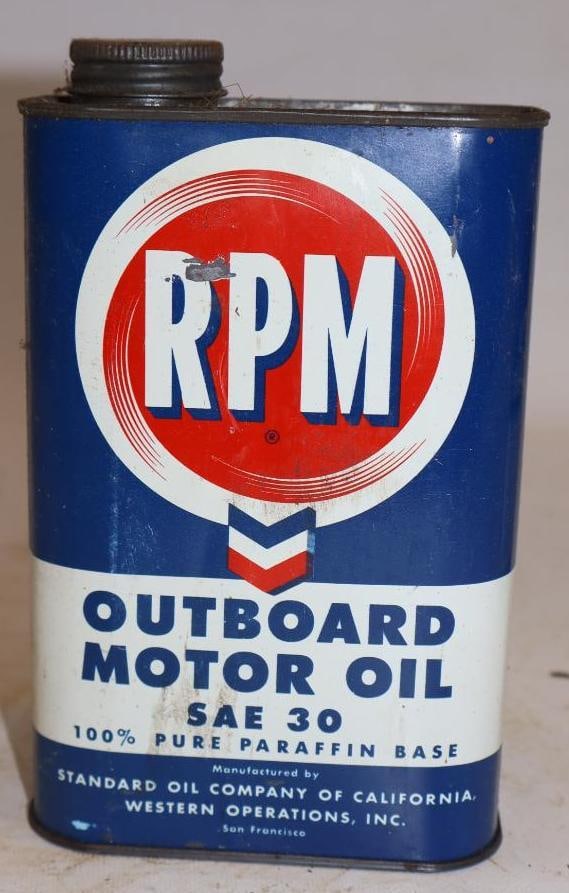 RPM
®
OUTBOARD
MOTOR OIL
SAE 30
100% PURE PARAFFIN BASE
Manufactured by
STANDARD OIL COMPANY OF CALIFORNIA,
WESTERN OPERATIONS, INC.
San Francisco